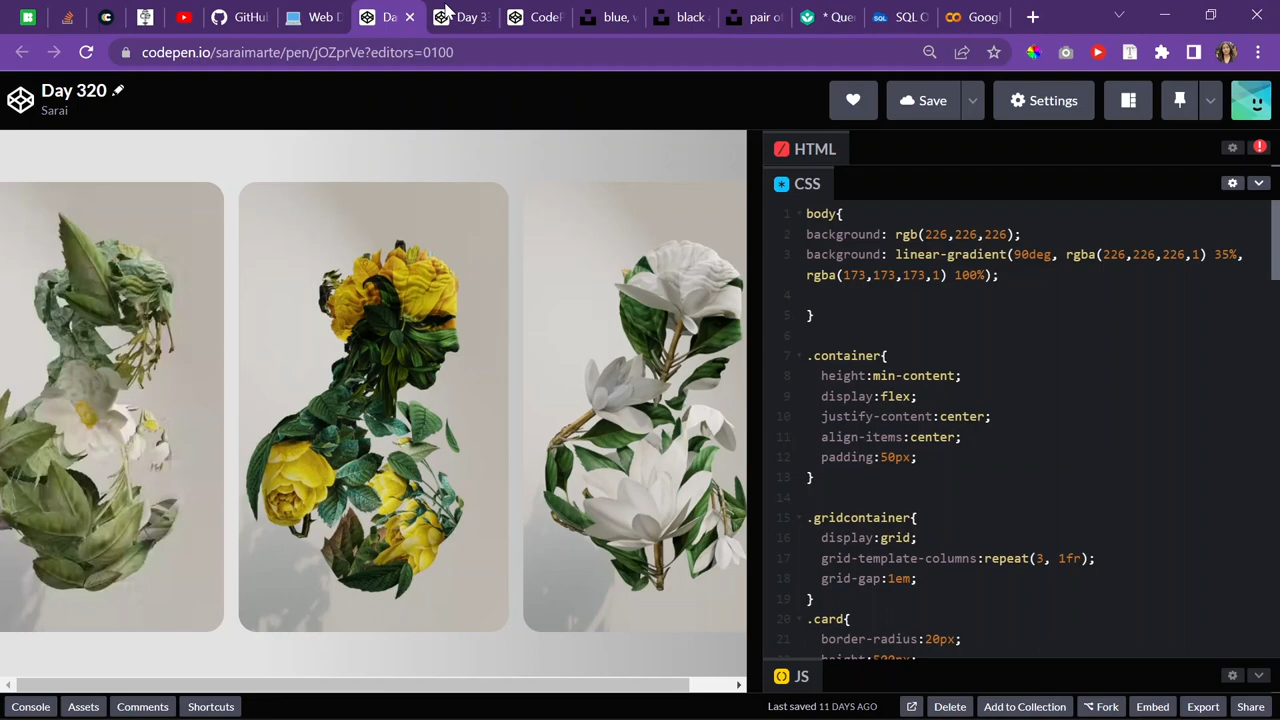 GitHu
Web D
Da
Day 3
CodeP
blue, w
black
pair o
* Que
SQL O
Googl
codepen.io/saraimarte/pen/jOZprVe?editors=0100
Day 320
Sarai
Save
Settings
HTML
CSS
1 body{
2 background: rgb(226,226,226);
3 background: linear-gradient(90deg, rgba(226,226,226,1) 35%,
rgba(173,173,173,1) 100%);
4
5 }
6
7 .container{
8 height:min-content;
9 display:flex;
10 justify-content:center;
11 align-items:center;
12 padding:50px;
13 }
14
15 .gridcontainer{
16 display:grid;
17 grid-template-columns:repeat(3, 1fr);
18 grid-gap:1em;
19 }
20 .card{
21 border-radius:20px;
height:500px;
JS
Console
Assets
Comments
Shortcuts
Last saved 11 DAYS AGO
Delete
Add to Collection
Fork
Embed
Export
Share